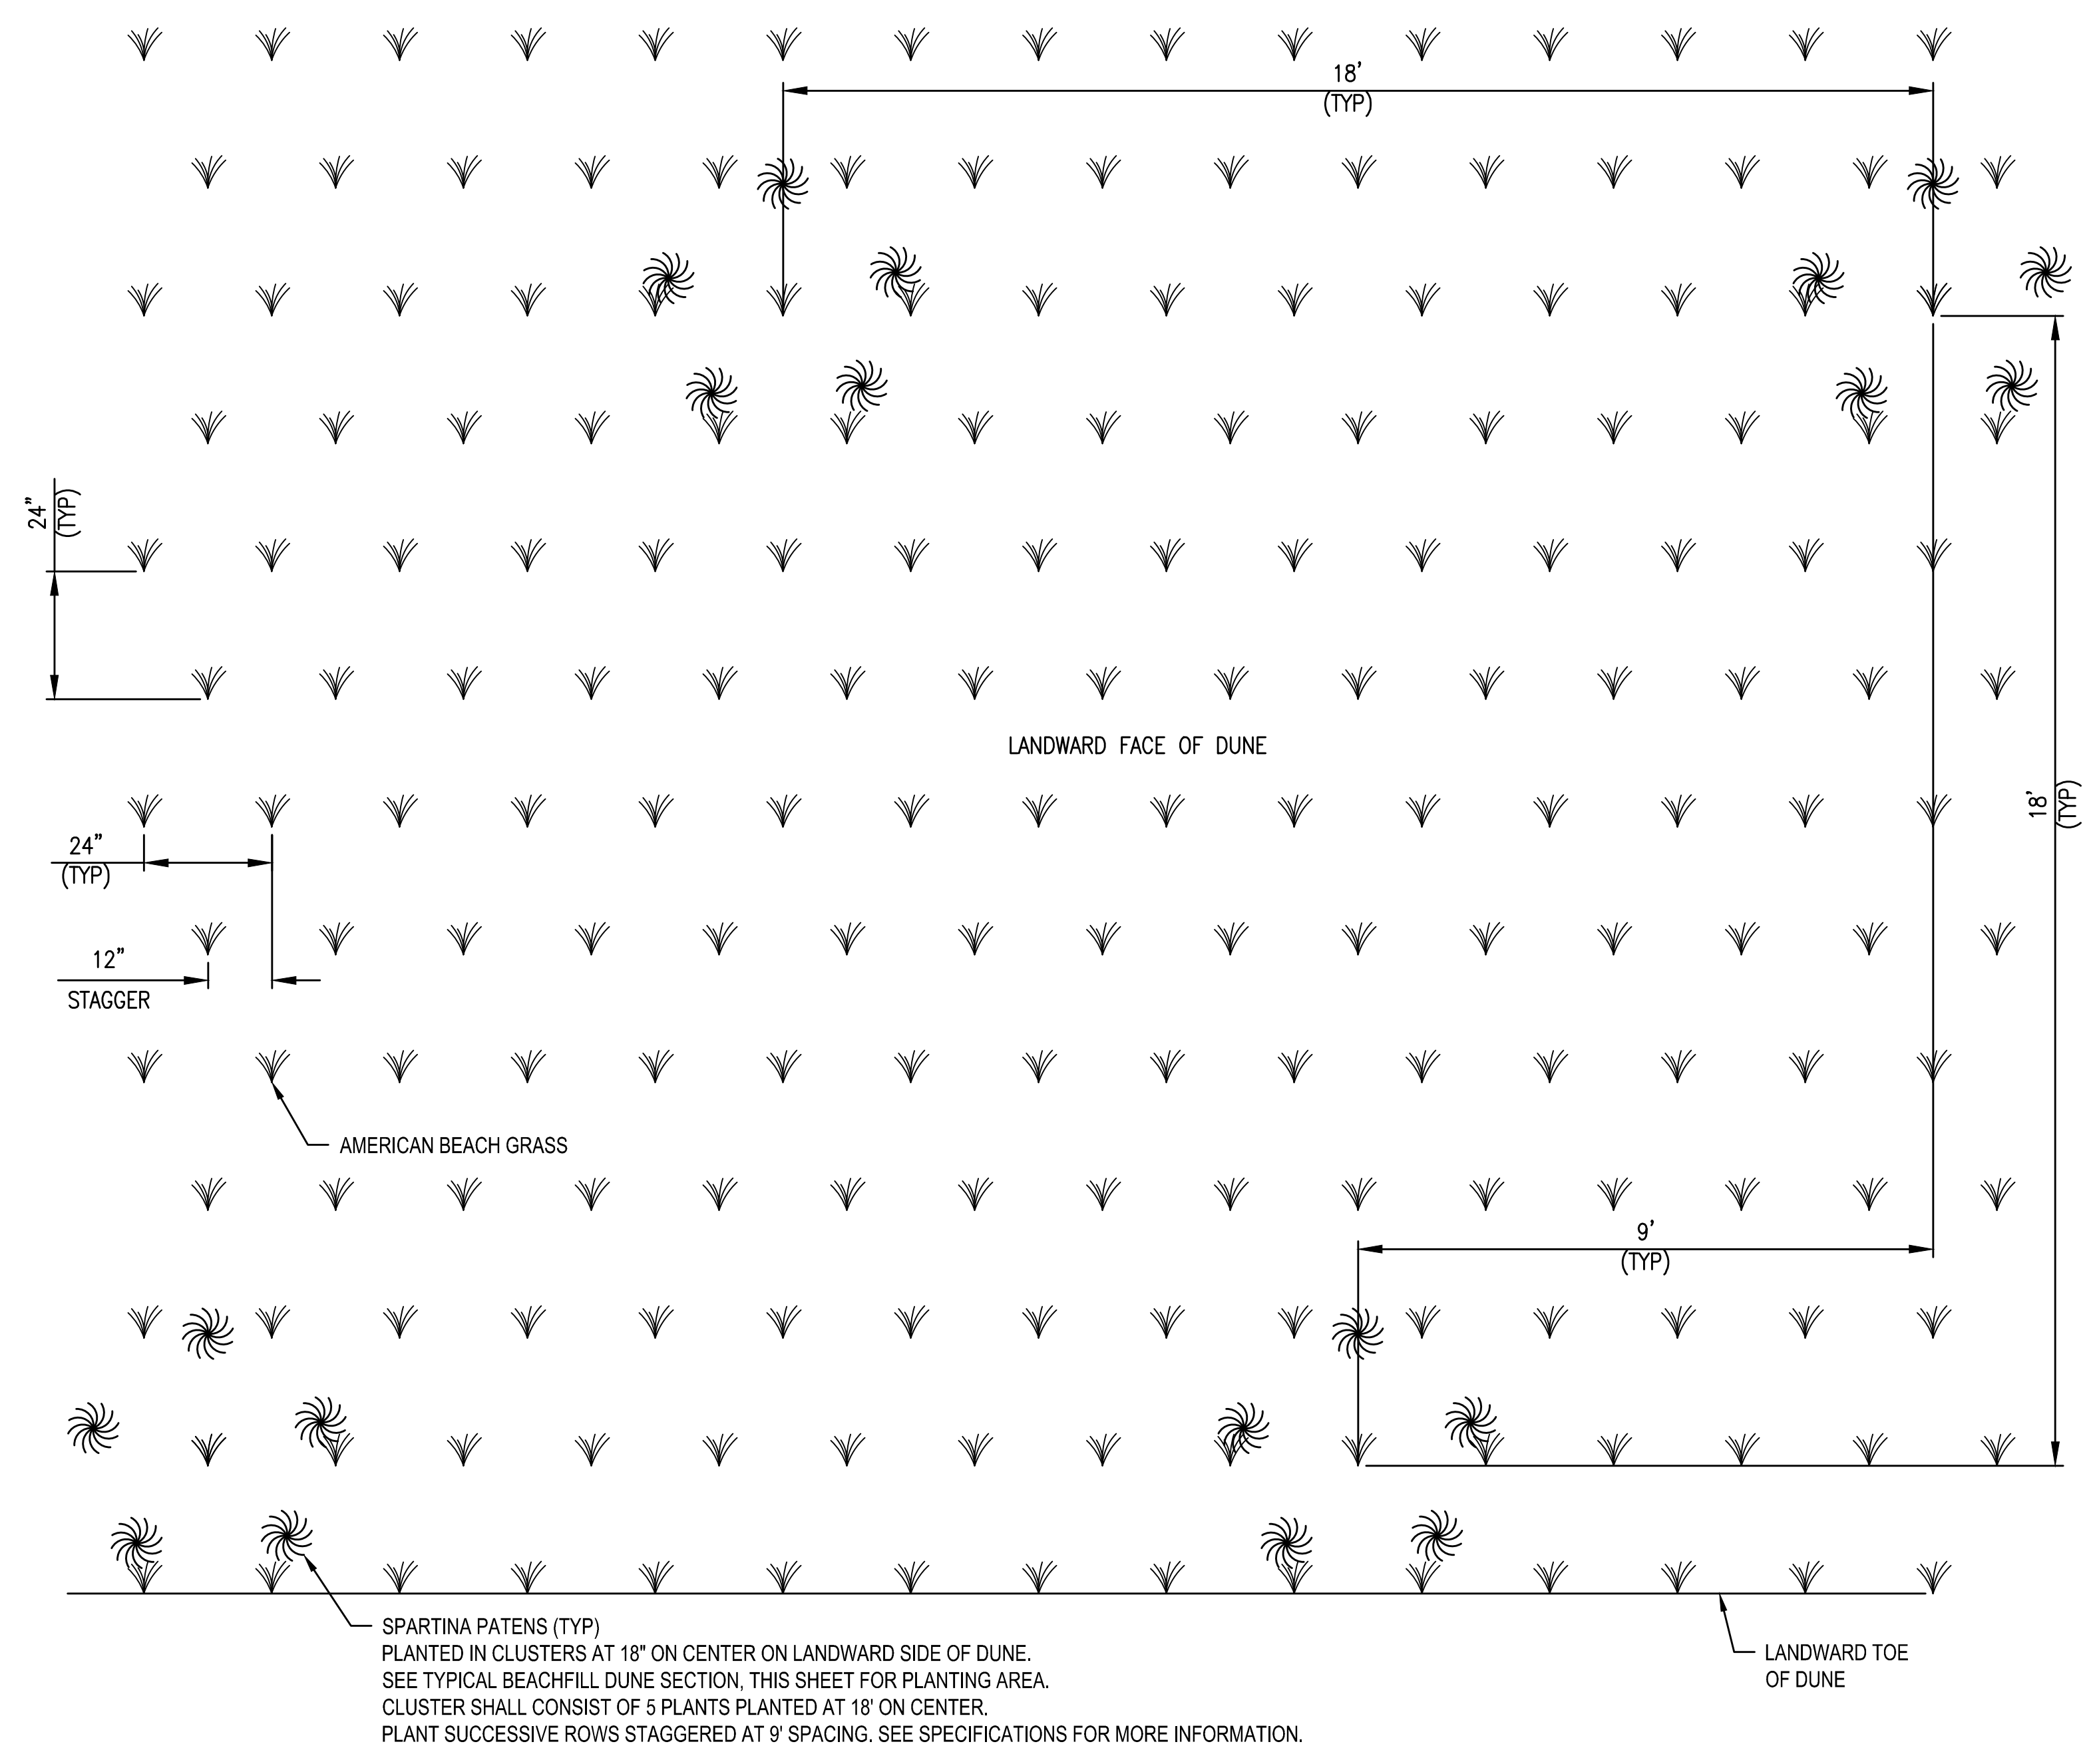 18'
(TYP)
24"
(TYP)
LANDWARD FACE OF DUNE
18'
(TYP)
24"
(TYP)
12"
STAGGER
AMERICAN BEACH GRASS
9'
(TYP)
SPARTINA PATENS (TYP)
PLANTED IN CLUSTERS AT 18" ON CENTER ON LANDWARD SIDE OF DUNE.
SEE TYPICAL BEACHFILL DUNE SECTION, THIS SHEET FOR PLANTING AREA.
CLUSTER SHALL CONSIST OF 5 PLANTS PLANTED AT 18' ON CENTER.
PLANT SUCCESSIVE ROWS STAGGERED AT 9' SPACING. SEE SPECIFICATIONS FOR MORE INFORMATION.
LANDWARD TOE
OF DUNE